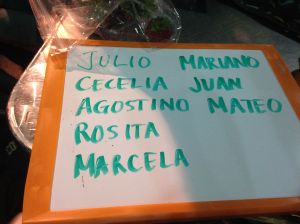 JULIO MARIANO
CECELIA JUAN
AGOSTINO MATEO
ROSITA
MARCELA